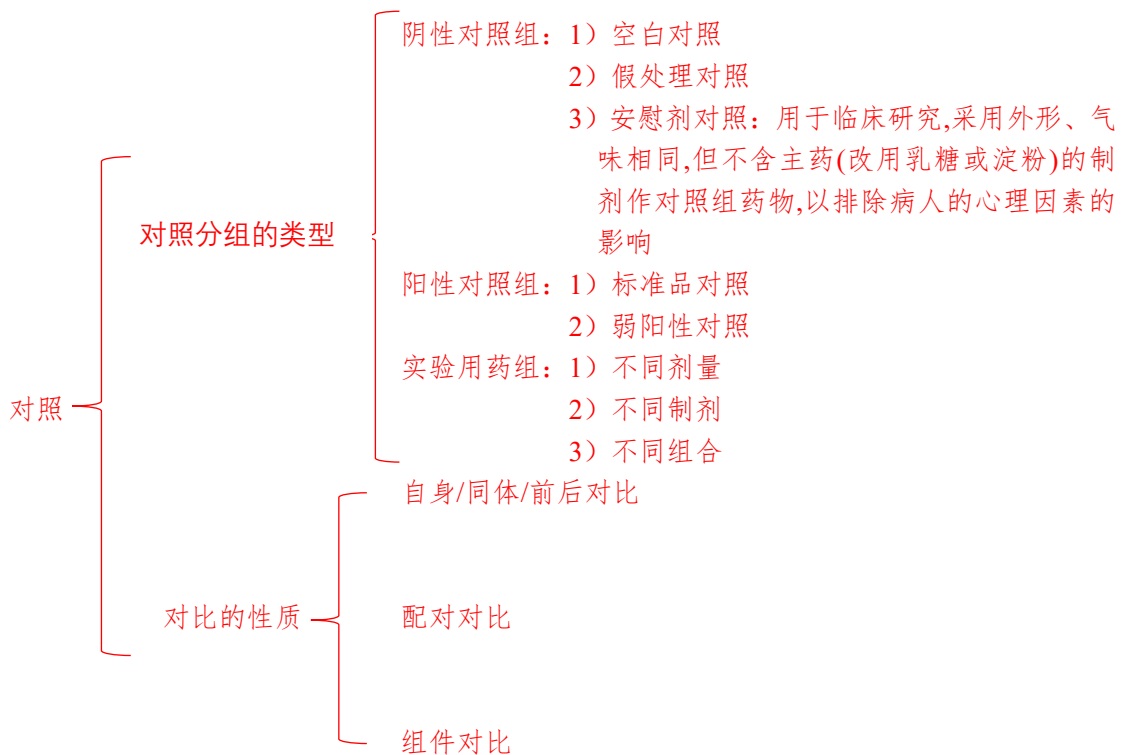 阴性对照组：1）空白对照
2）假处理对照
3）安慰剂对照：用于临床研究,采用外形、气
味相同,但不含主药(改用乳糖或淀粉)的制
剂作对照组药物,以排除病人的心理因素的
影响
对照分组的类型
阳性对照组：1）标准品对照
2）弱阳性对照
实验用药组：1）不同剂量
2）不同制剂
3）不同组合
对照
自身/同体/前后对比
对比的性质
配对对比
组件对比